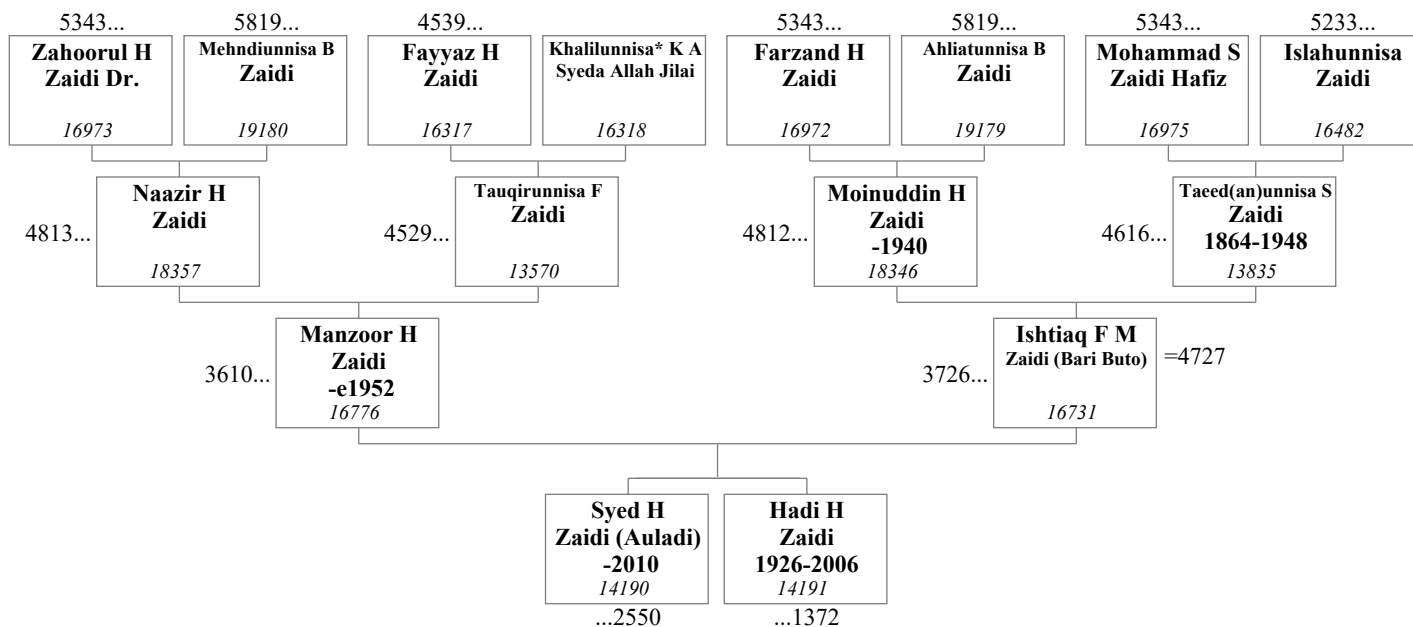 5343... 5819... 4539... 5343... 5819... 5343... 5233...
Zahoorul H
Zaidi Dr.
16973
Mehndiunnisa B
Zaidi
19180
Fayyaz H
Zaidi
16317
Khalilunnisa* K A
Syeda Allah Jilai
16318
Farzand H
Zaidi
16972
Ahliatunnisa B
Zaidi
19179
Mohammad S
Zaidi Hafiz
16975
Islahunnisa
Zaidi
16482
4813...
Naazir H
Zaidi
18357
4529...
Tauqirunnisa F
Zaidi
13570
4812...
Moinuddin H
Zaidi
-1940
18346
4616...
Taeed(an)unnisa S
Zaidi
1864-1948
13835
3610...
Manzoor H
Zaidi
-e1952
16776
3726...
Ishtiaq F M
Zaidi (Bari Buto)
16731
=4727
Syed H
Zaidi (Auladi)
-2010
14190
...2550
Hadi H
Zaidi
1926-2006
14191
...1372